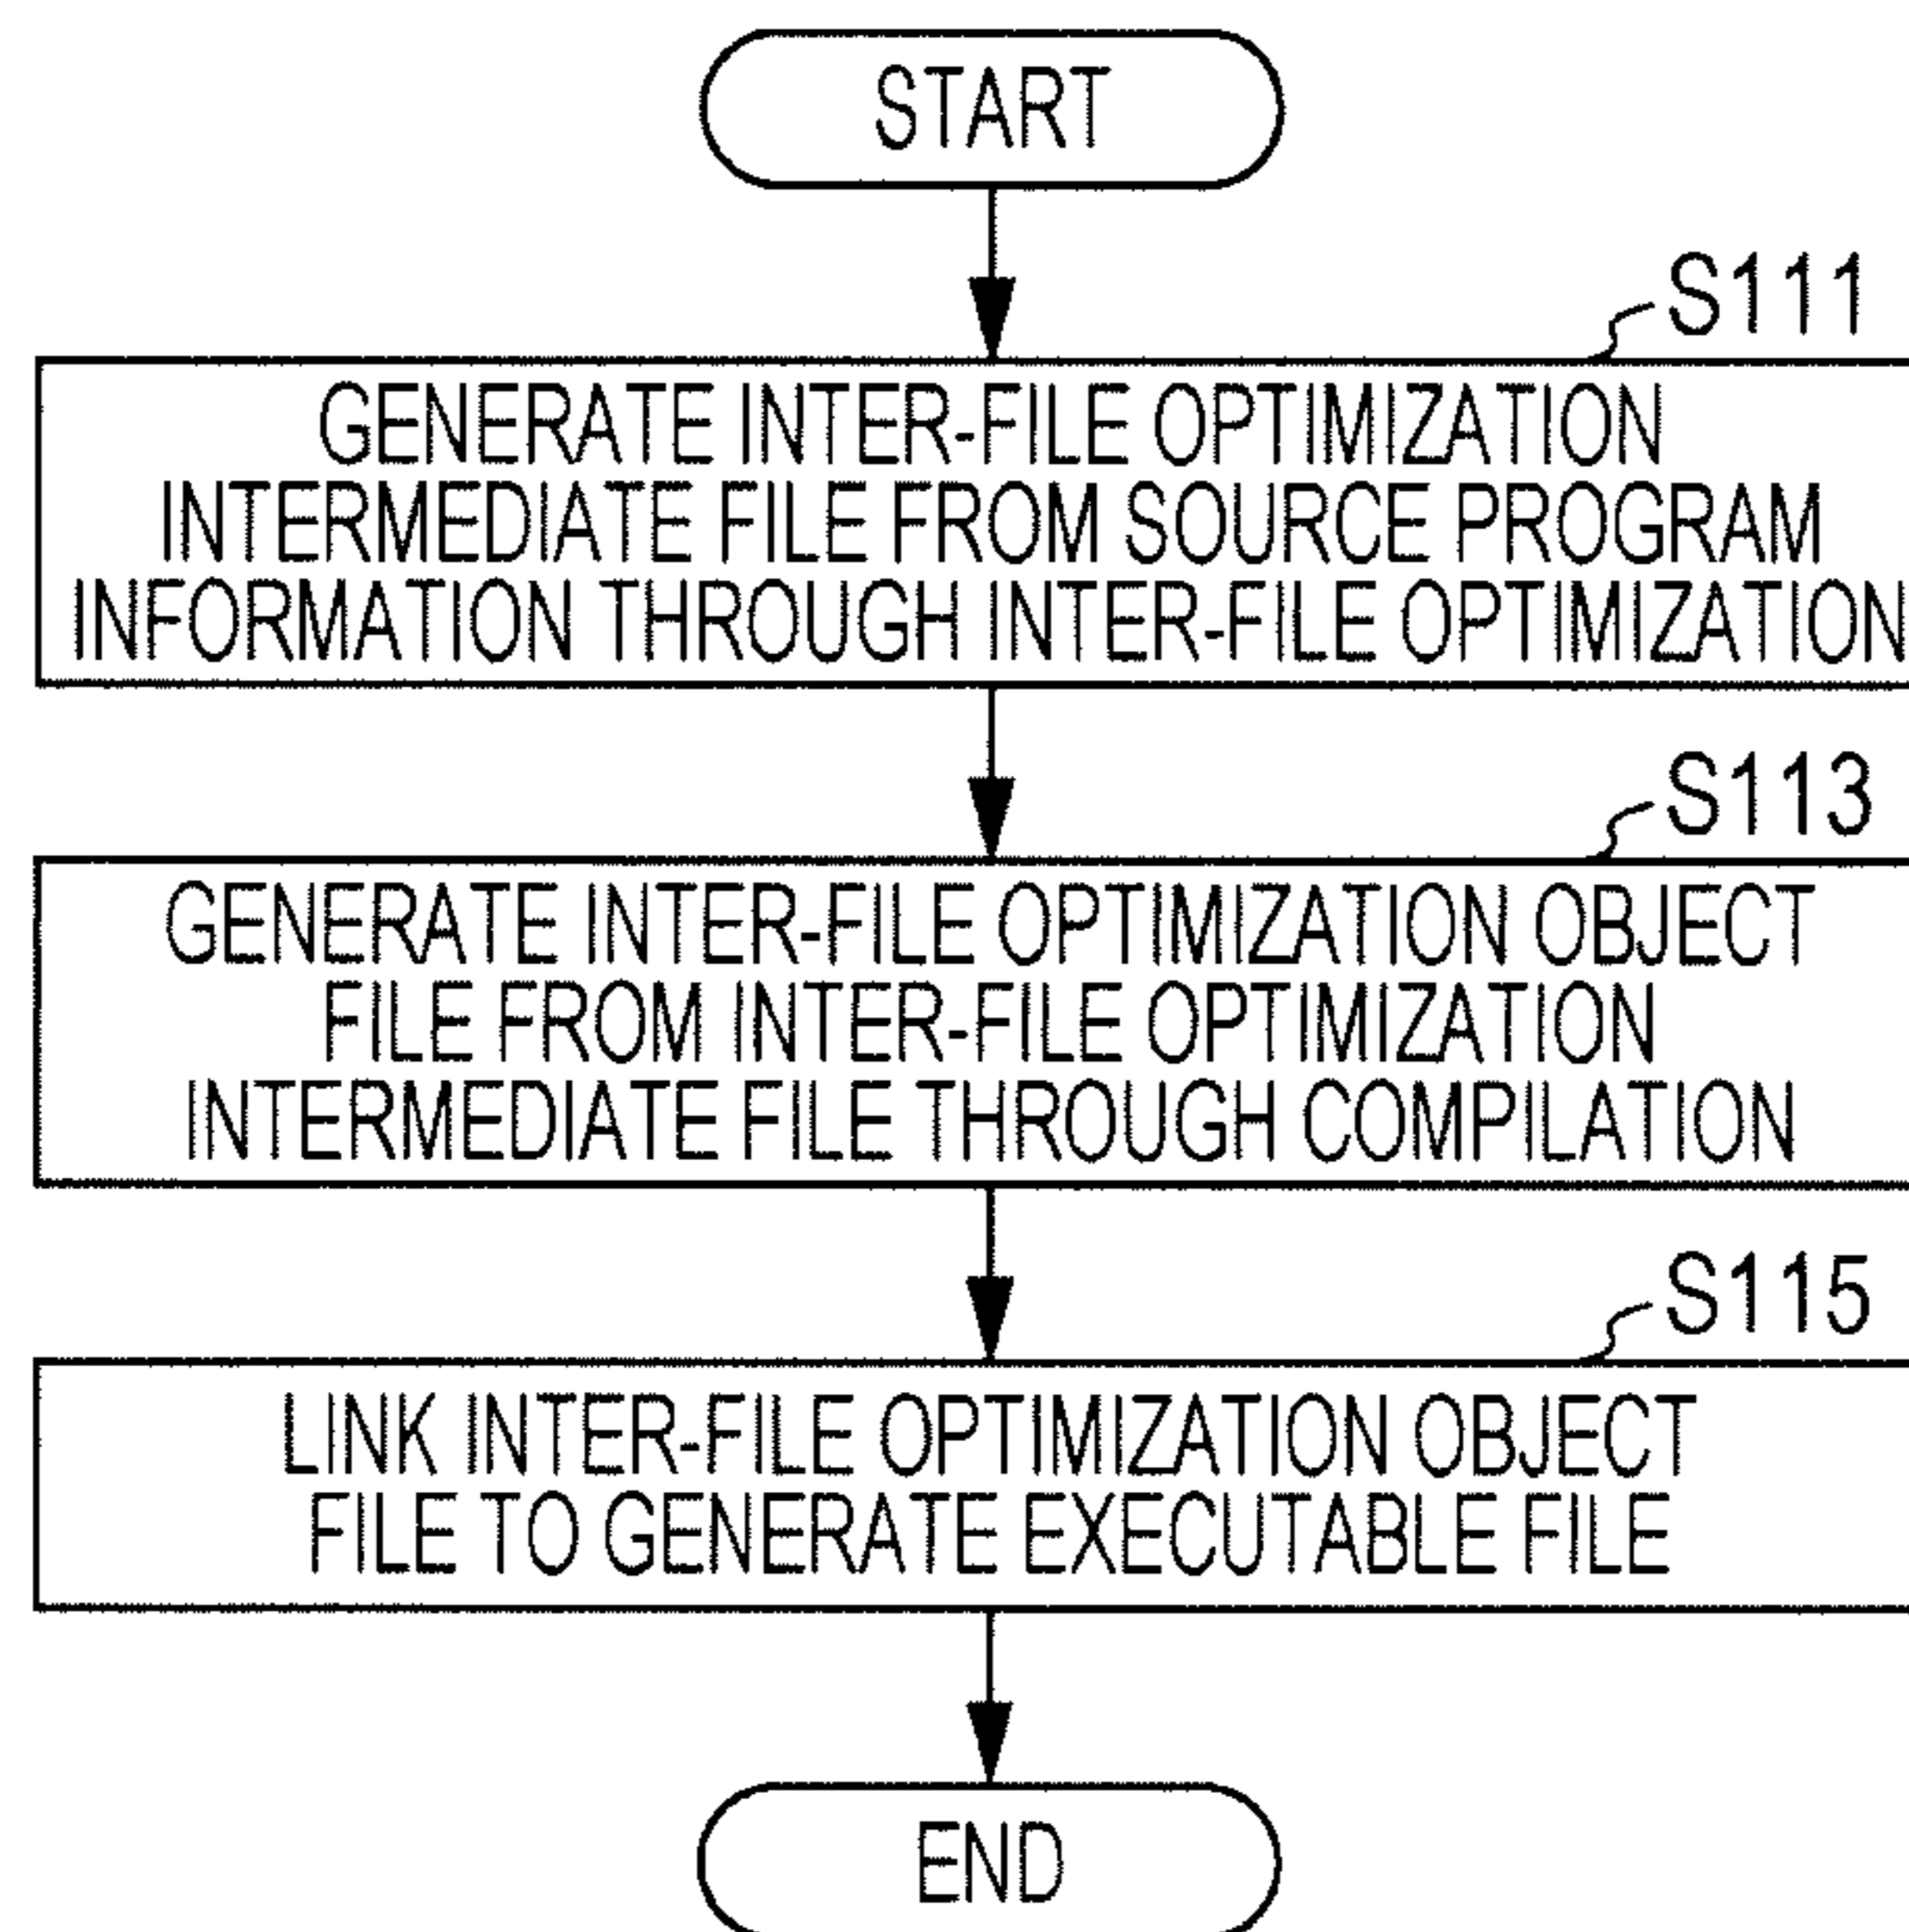 START
S111
GENERATE INTER-FILE OPTIMIZATION
INTERMEDIATE FILE FROM SOURCE PROGRAM
INFORMATION THROUGH INTER-FILE OPTIMIZATION
S113
GENERATE INTER-FILE OPTIMIZATION OBJECT
FILE FROM INTER-FILE OPTIMIZATION
INTERMEDIATE FILE THROUGH COMPILATION
S115
LINK INTER-FILE OPTIMIZATION OBJECT
FILE TO GENERATE EXECUTABLE FILE
END